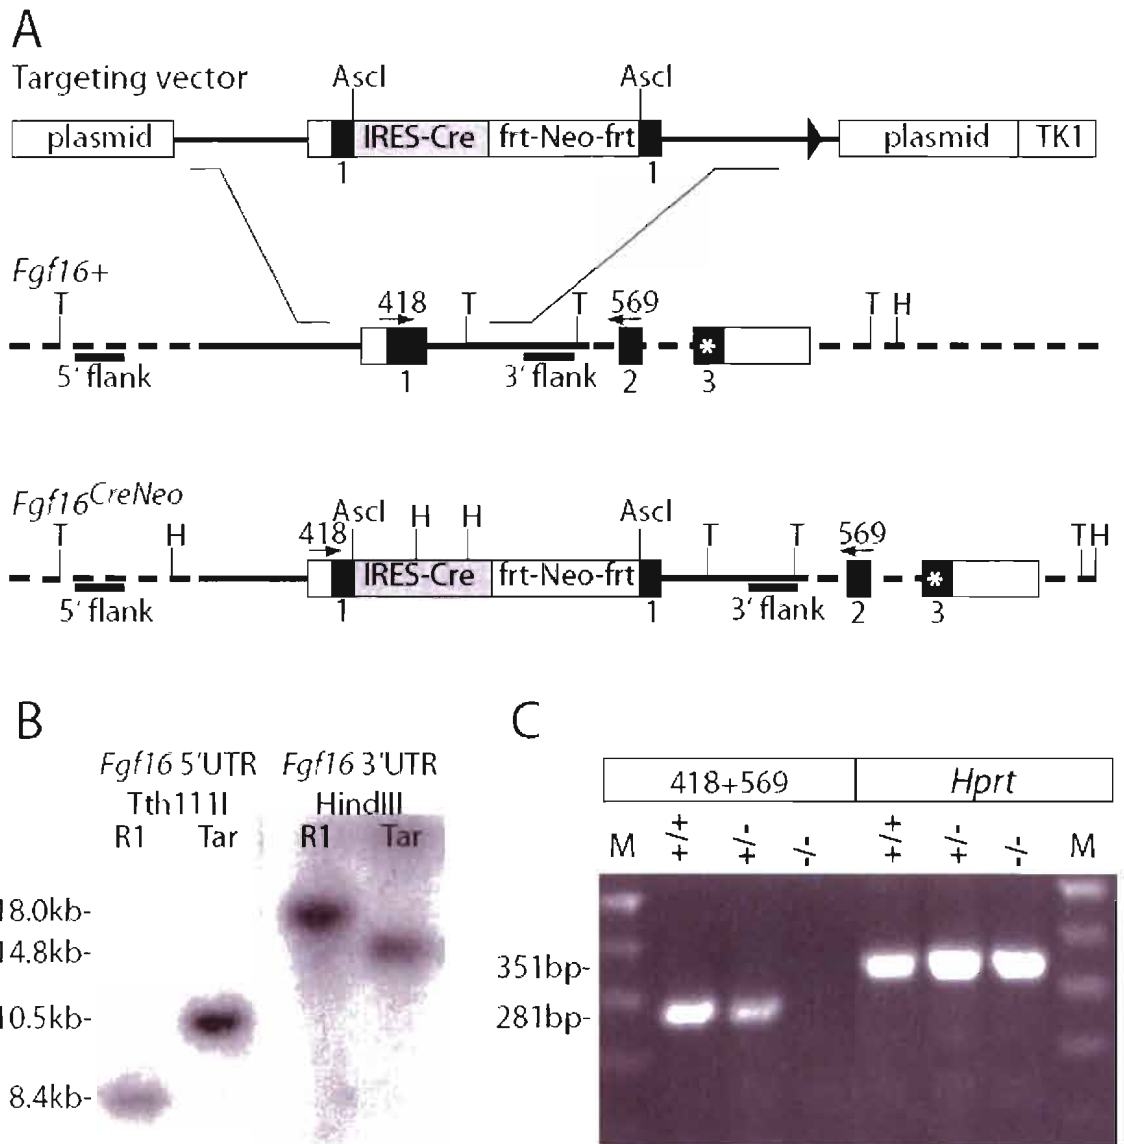 A
Targeting vector
AscI AscI
plasmid IRES-Cre frt-Neo-frt plasmid TK1
1 1
Fgf16+
T 418 T T 569 T H
* 
5' flank 1 3' flank 2 3
Fgf16CreNeo
T H 418 AscI H H AscI T T 569 TH
IRES-Cre frt-Neo-frt *
5' flank 1 1 3' flank 2 3
B
Fgf16 5'UTR Fgf16 3'UTR
Tth111I HindIII
R1 Tar R1 Tar
18.0kb-
14.8kb-
10.5kb-
8.4kb-
C
418+569 Hprt
M +/+ +/- -/- +/+ +/- -/- M
351bp-
281bp-